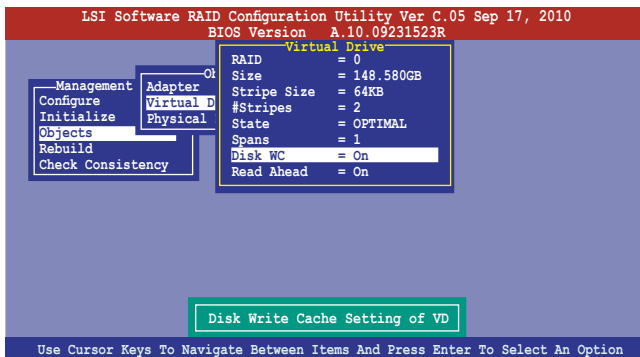 LSI Software RAID Configuration Utility Ver C.05 Sep 17, 2010
BIOS Version A.10.09231523R
Management
Configure
Initialize
Objects
Rebuild
Check Consistency
Ob
Adapter
Virtual D
Physical
Virtual Drive
RAID = 0
Size = 148.580GB
Stripe Size = 64KB
#Stripes = 2
State = OPTIMAL
Spans = 1
Disk WC = On
Read Ahead = On
Disk Write Cache Setting of VD
Use Cursor Keys To Navigate Between Items And Press Enter To Select An Option